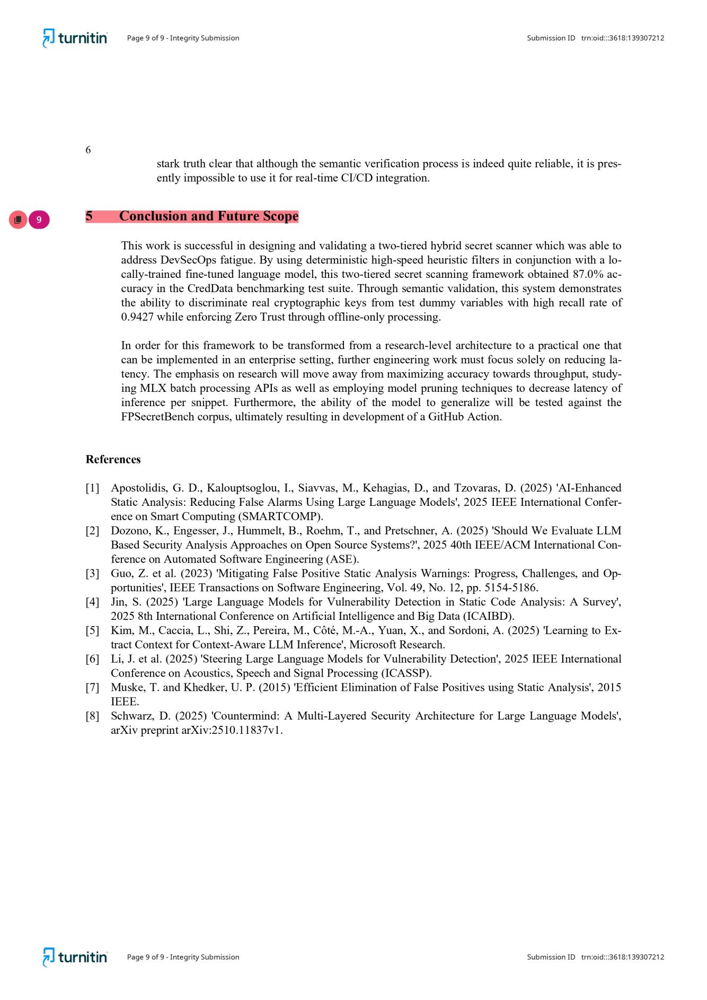 turnitin Page 9 of 9 - Integrity Submission Submission ID trn:oid:::3618:139307212
6
stark truth clear that although the semantic verification process is indeed quite reliable, it is pres-
ently impossible to use it for real-time CI/CD integration.
9
5 Conclusion and Future Scope
This work is successful in designing and validating a two-tiered hybrid secret scanner which was able to
address DevSecOps fatigue. By using deterministic high-speed heuristic filters in conjunction with a lo-
cally-trained fine-tuned language model, this two-tiered secret scanning framework obtained 87.0% ac-
curacy in the CredData benchmarking test suite. Through semantic validation, this system demonstrates
the ability to discriminate real cryptographic keys from test dummy variables with high recall rate of
0.9427 while enforcing Zero Trust through offline-only processing.
In order for this framework to be transformed from a research-level architecture to a practical one that
can be implemented in an enterprise setting, further engineering work must focus solely on reducing la-
tency. The emphasis on research will move away from maximizing accuracy towards throughput, study-
ing MLX batch processing APIs as well as employing model pruning techniques to decrease latency of
inference per snippet. Furthermore, the ability of the model to generalize will be tested against the
FPSecretBench corpus, ultimately resulting in development of a GitHub Action.
References
[1] Apostolidis, G. D., Kalouptsoglou, I., Siavvas, M., Kehagias, D., and Tzovaras, D. (2025) 'AI-Enhanced
Static Analysis: Reducing False Alarms Using Large Language Models', 2025 IEEE International Confer-
ence on Smart Computing (SMARTCOMP).
[2] Dozono, K., Engesser, J., Hummelt, B., Roehm, T., and Pretschner, A. (2025) 'Should We Evaluate LLM
Based Security Analysis Approaches on Open Source Systems?', 2025 40th IEEE/ACM International Con-
ference on Automated Software Engineering (ASE).
[3] Guo, Z. et al. (2023) 'Mitigating False Positive Static Analysis Warnings: Progress, Challenges, and Op-
portunities', IEEE Transactions on Software Engineering, Vol. 49, No. 12, pp. 5154-5186.
[4] Jin, S. (2025) 'Large Language Models for Vulnerability Detection in Static Code Analysis: A Survey',
2025 8th International Conference on Artificial Intelligence and Big Data (ICAIBD).
[5] Kim, M., Caccia, L., Shi, Z., Pereira, M., Côté, M.-A., Yuan, X., and Sordoni, A. (2025) 'Learning to Ex-
tract Context for Context-Aware LLM Inference', Microsoft Research.
[6] Li, J. et al. (2025) 'Steering Large Language Models for Vulnerability Detection', 2025 IEEE International
Conference on Acoustics, Speech and Signal Processing (ICASSP).
[7] Muske, T. and Khedker, U. P. (2015) 'Efficient Elimination of False Positives using Static Analysis', 2015
IEEE.
[8] Schwarz, D. (2025) 'Countermind: A Multi-Layered Security Architecture for Large Language Models',
arXiv preprint arXiv:2510.11837v1.
turnitin Page 9 of 9 - Integrity Submission Submission ID trn:oid:::3618:139307212